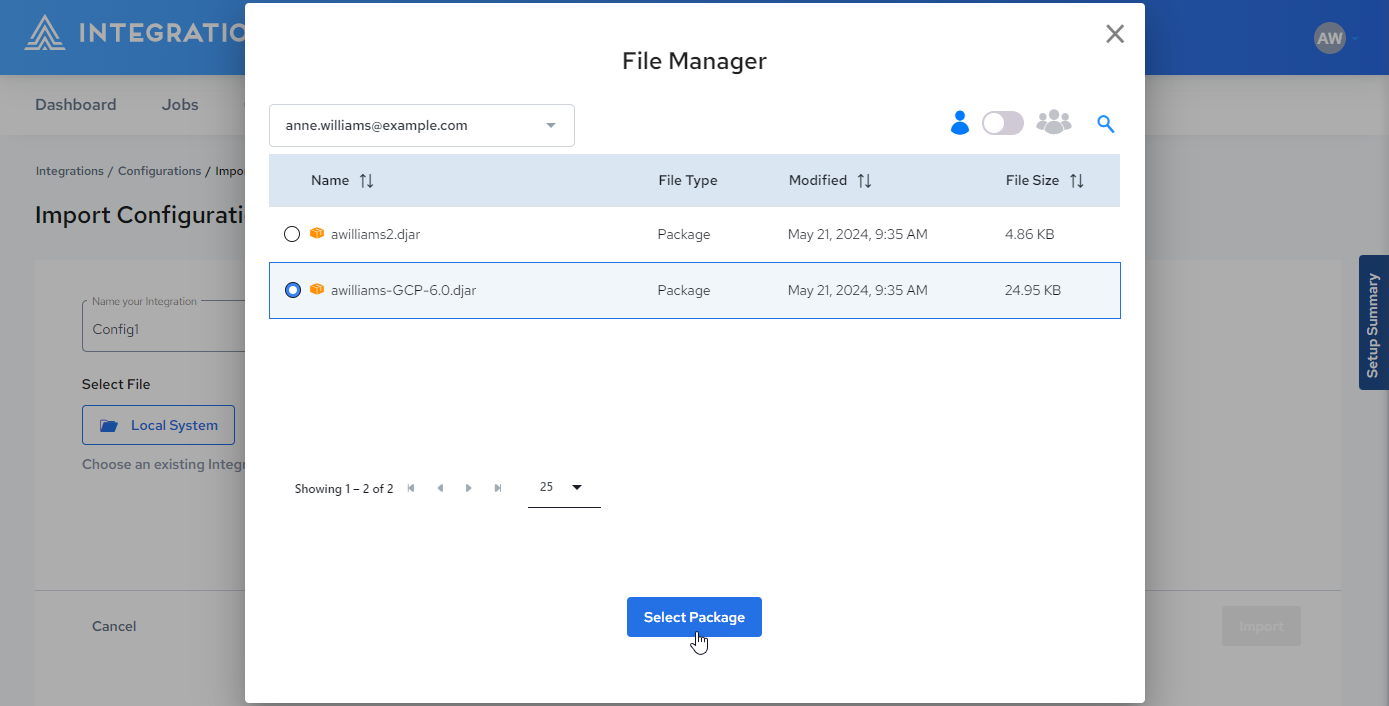 INTEGRATIO
AW
File Manager
Dashboard
Jobs
anne.williams@example.com
Integrations / Configurations / Impo
Name
File Type
Modified
File Size
Import Configurati
awilliams2.djar
Package
May 21, 2024, 9:35 AM
4.86 KB
awilliams-GCP-6.0.djar
Package
May 21, 2024, 9:35 AM
24.95 KB
Name your Integration
Config1
Setup Summary
Select File
Local System
Choose an existing Integr
Showing 1 – 2 of 2
25
Select Package
Cancel
Import